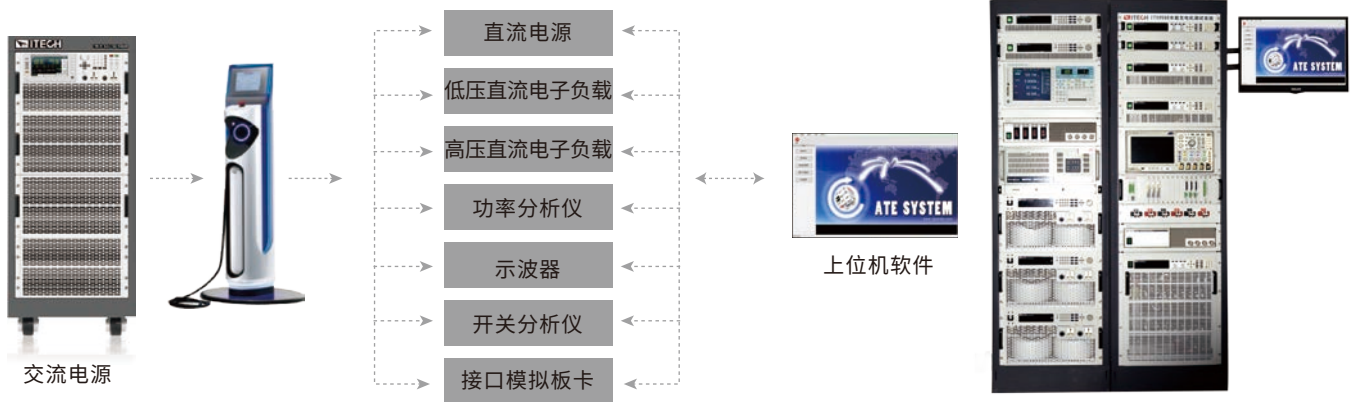 ITECH
交流电源
直流电源
低压直流电子负载
高压直流电子负载
功率分析仪
示波器
开关分析仪
接口模拟板卡
ATE SYSTEM
上位机软件
ITECH
ATE SYSTEM